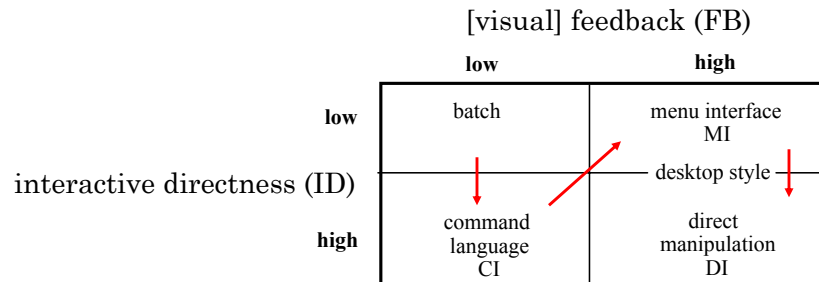 [visual] feedback (FB)
low high
low batch menu interface
MI
interactive directness (ID) desktop style
high command
language
CI
direct
manipulation
DI